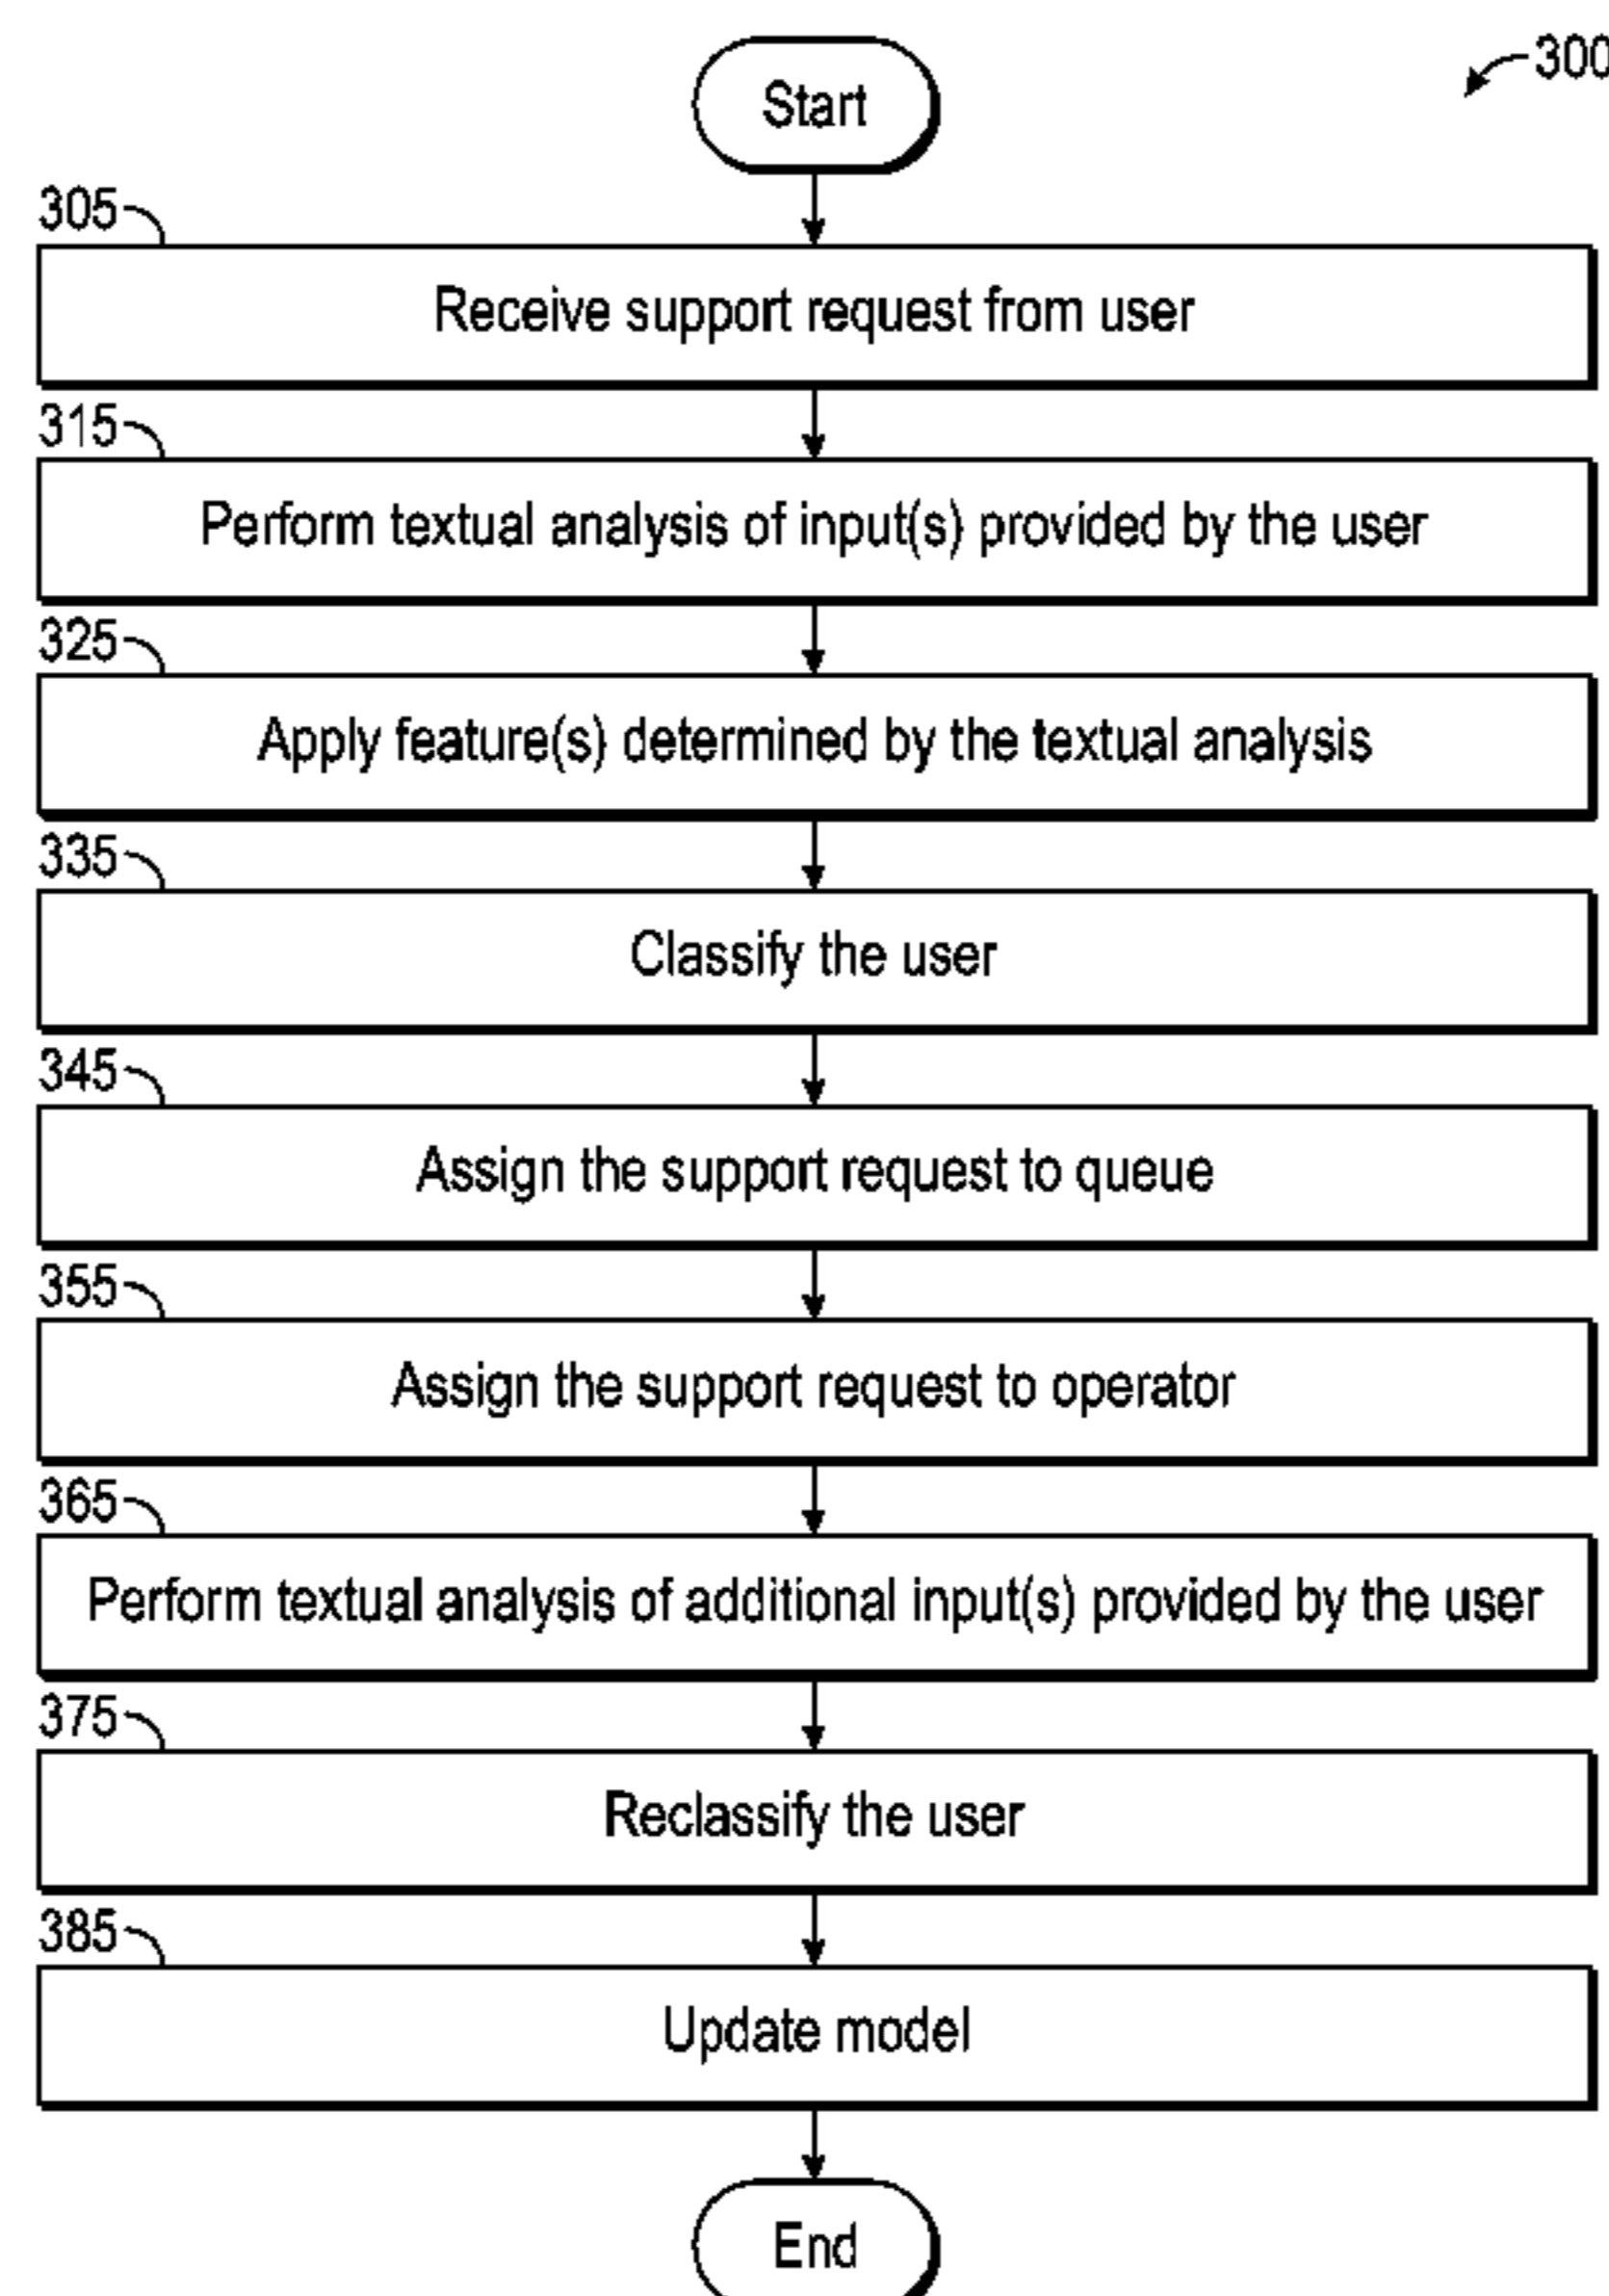 300
Start
305
Receive support request from user
315
Perform textual analysis of input(s) provided by the user
325
Apply feature(s) determined by the textual analysis
335
Classify the user
345
Assign the support request to queue
355
Assign the support request to operator
365
Perform textual analysis of additional input(s) provided by the user
375
Reclassify the user
385
Update model
End